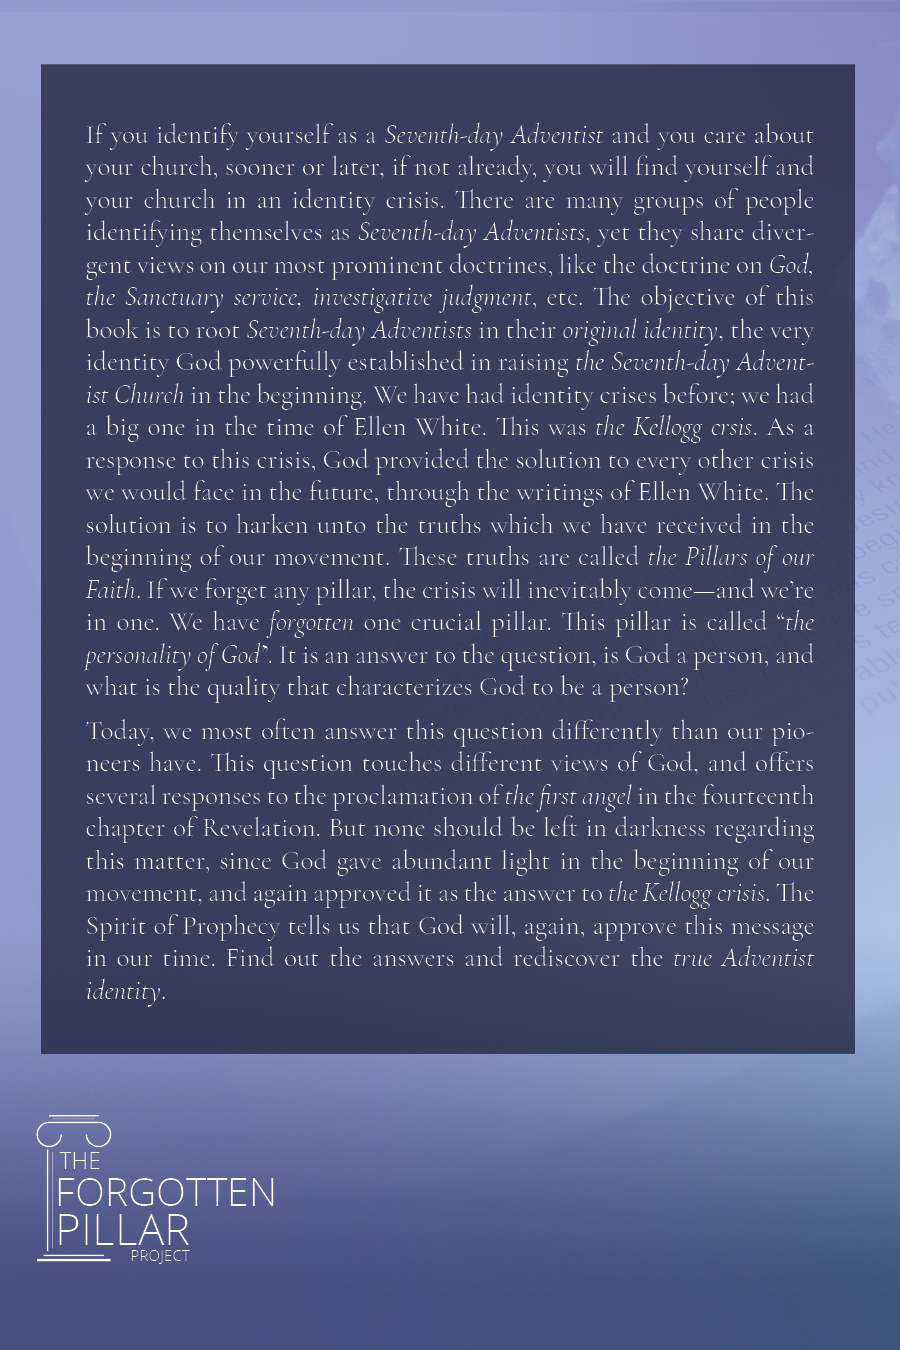 If you identify yourself as a Seventh-day Adventist and you care about
your church, sooner or later, if not already, you will find yourself and
your church in an identity crisis. There are many groups of people
identifying themselves as Seventh-day Adventists, yet they share diver-
gent views on our most prominent doctrines, like the doctrine on God,
the Sanctuary service, investigative judgment, etc. The objective of this
book is to root Seventh-day Adventists in their original identity, the very
identity God powerfully established in raising the Seventh-day Advent-
ist Church in the beginning. We have had identity crises before; we had
a big one in the time of Ellen White. This was the Kellogg crsis. As a
response to this crisis, God provided the solution to every other crisis
we would face in the future, through the writings of Ellen White. The
solution is to harken unto the truths which we have received in the
beginning of our movement. These truths are called the Pillars of our
Faith. If we forget any pillar, the crisis will inevitably come—and we’re
in one. We have forgotten one crucial pillar. This pillar is called “the
personality of God”. It is an answer to the question, is God a person, and
what is the quality that characterizes God to be a person?
Today, we most often answer this question differently than our pio-
neers have. This question touches different views of God, and offers
several responses to the proclamation of the first angel in the fourteenth
chapter of Revelation. But none should be left in darkness regarding
this matter, since God gave abundant light in the beginning of our
movement, and again approved it as the answer to the Kellogg crisis. The
Spirit of Prophecy tells us that God will, again, approve this message
in our time. Find out the answers and rediscover the true Adventist
identity.
THE
FORGOTTEN
PILLAR
PROJECT